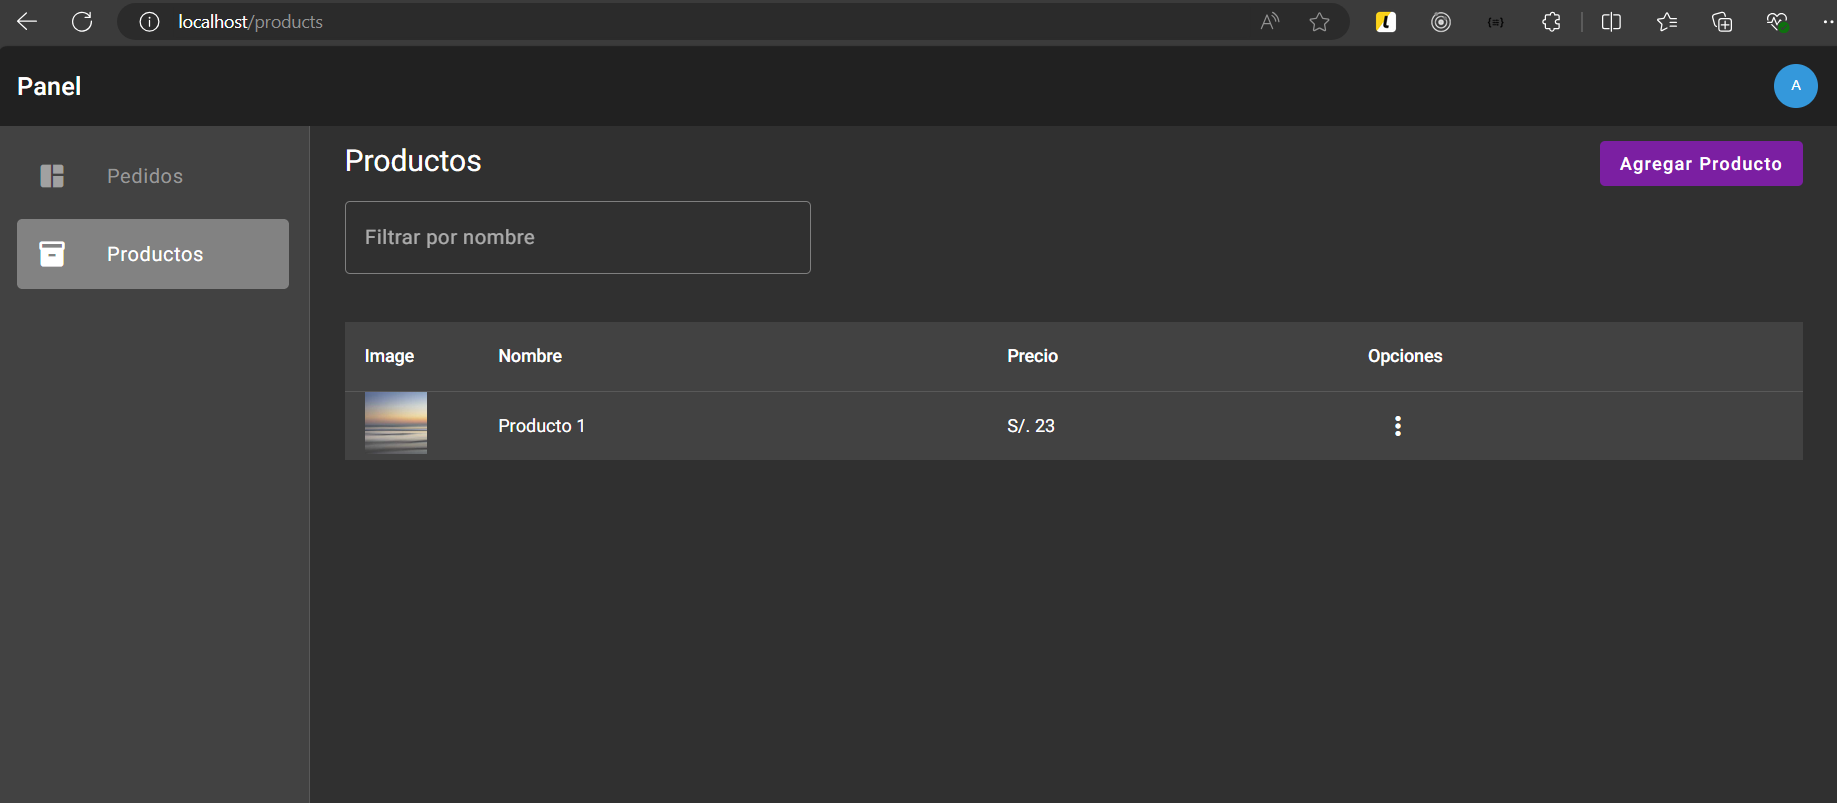 localhost/products
Panel
A
Pedidos
Productos
Productos
Agregar Producto
Filtrar por nombre
Image Nombre Precio Opciones
Producto 1 S/. 23